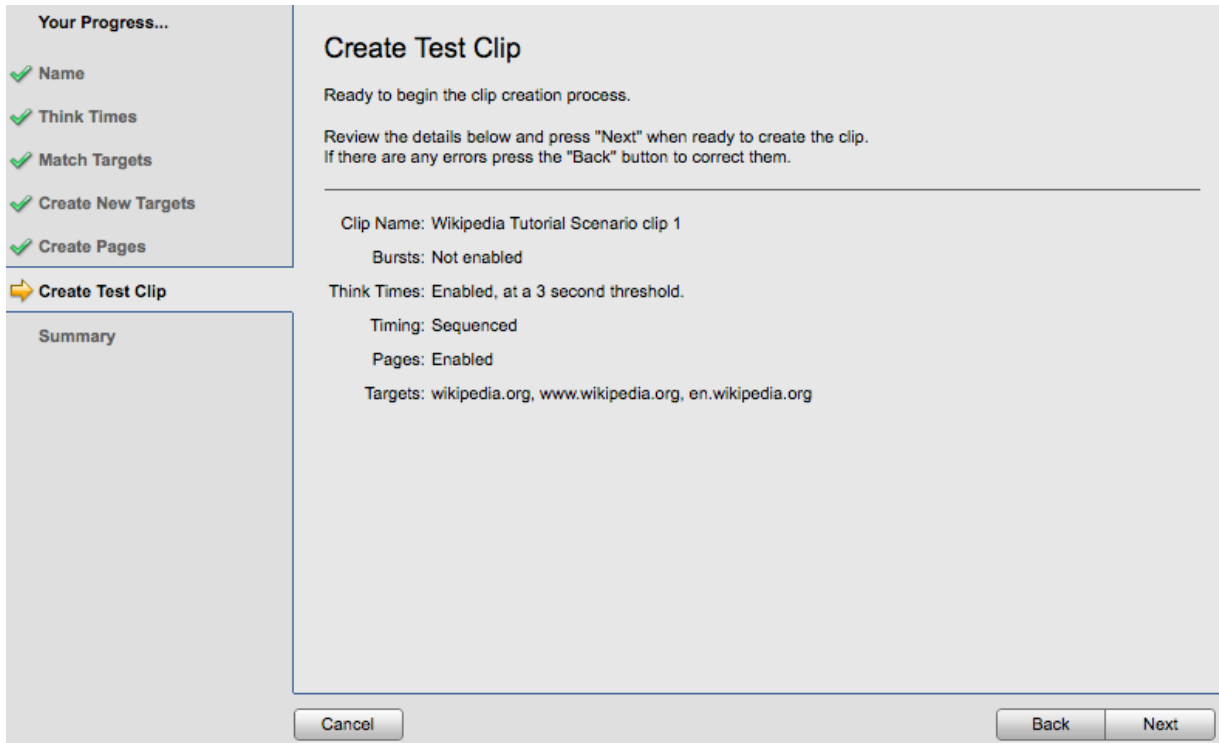 Your Progress...
Name
Think Times
Match Targets
Create New Targets
Create Pages
Create Test Clip
Summary
Create Test Clip
Ready to begin the clip creation process.
Review the details below and press "Next" when ready to create the clip.
If there are any errors press the "Back" button to correct them.
Clip Name: Wikipedia Tutorial Scenario clip 1
Bursts: Not enabled
Think Times: Enabled, at a 3 second threshold.
Timing: Sequenced
Pages: Enabled
Targets: wikipedia.org, www.wikipedia.org, en.wikipedia.org
Cancel
Back
Next